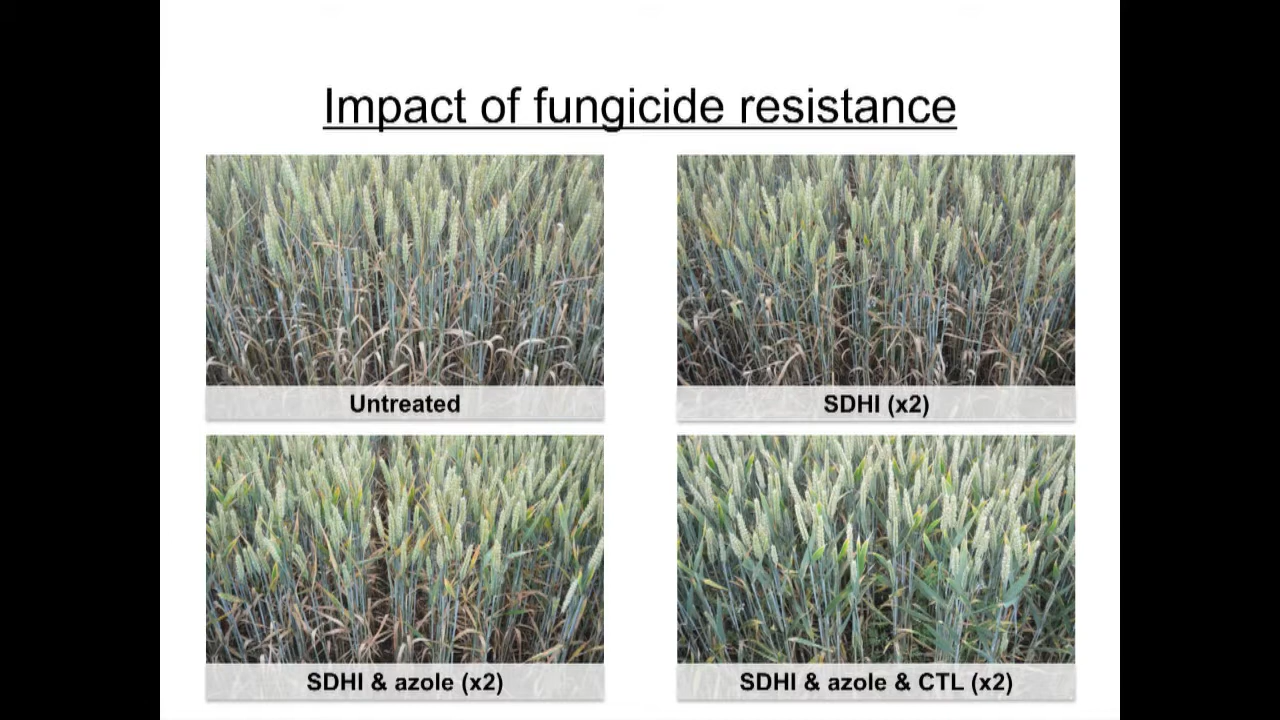 Impact of fungicide resistance
Untreated
SDHI (x2)
SDHI & azole (x2)
SDHI & azole & CTL (x2)